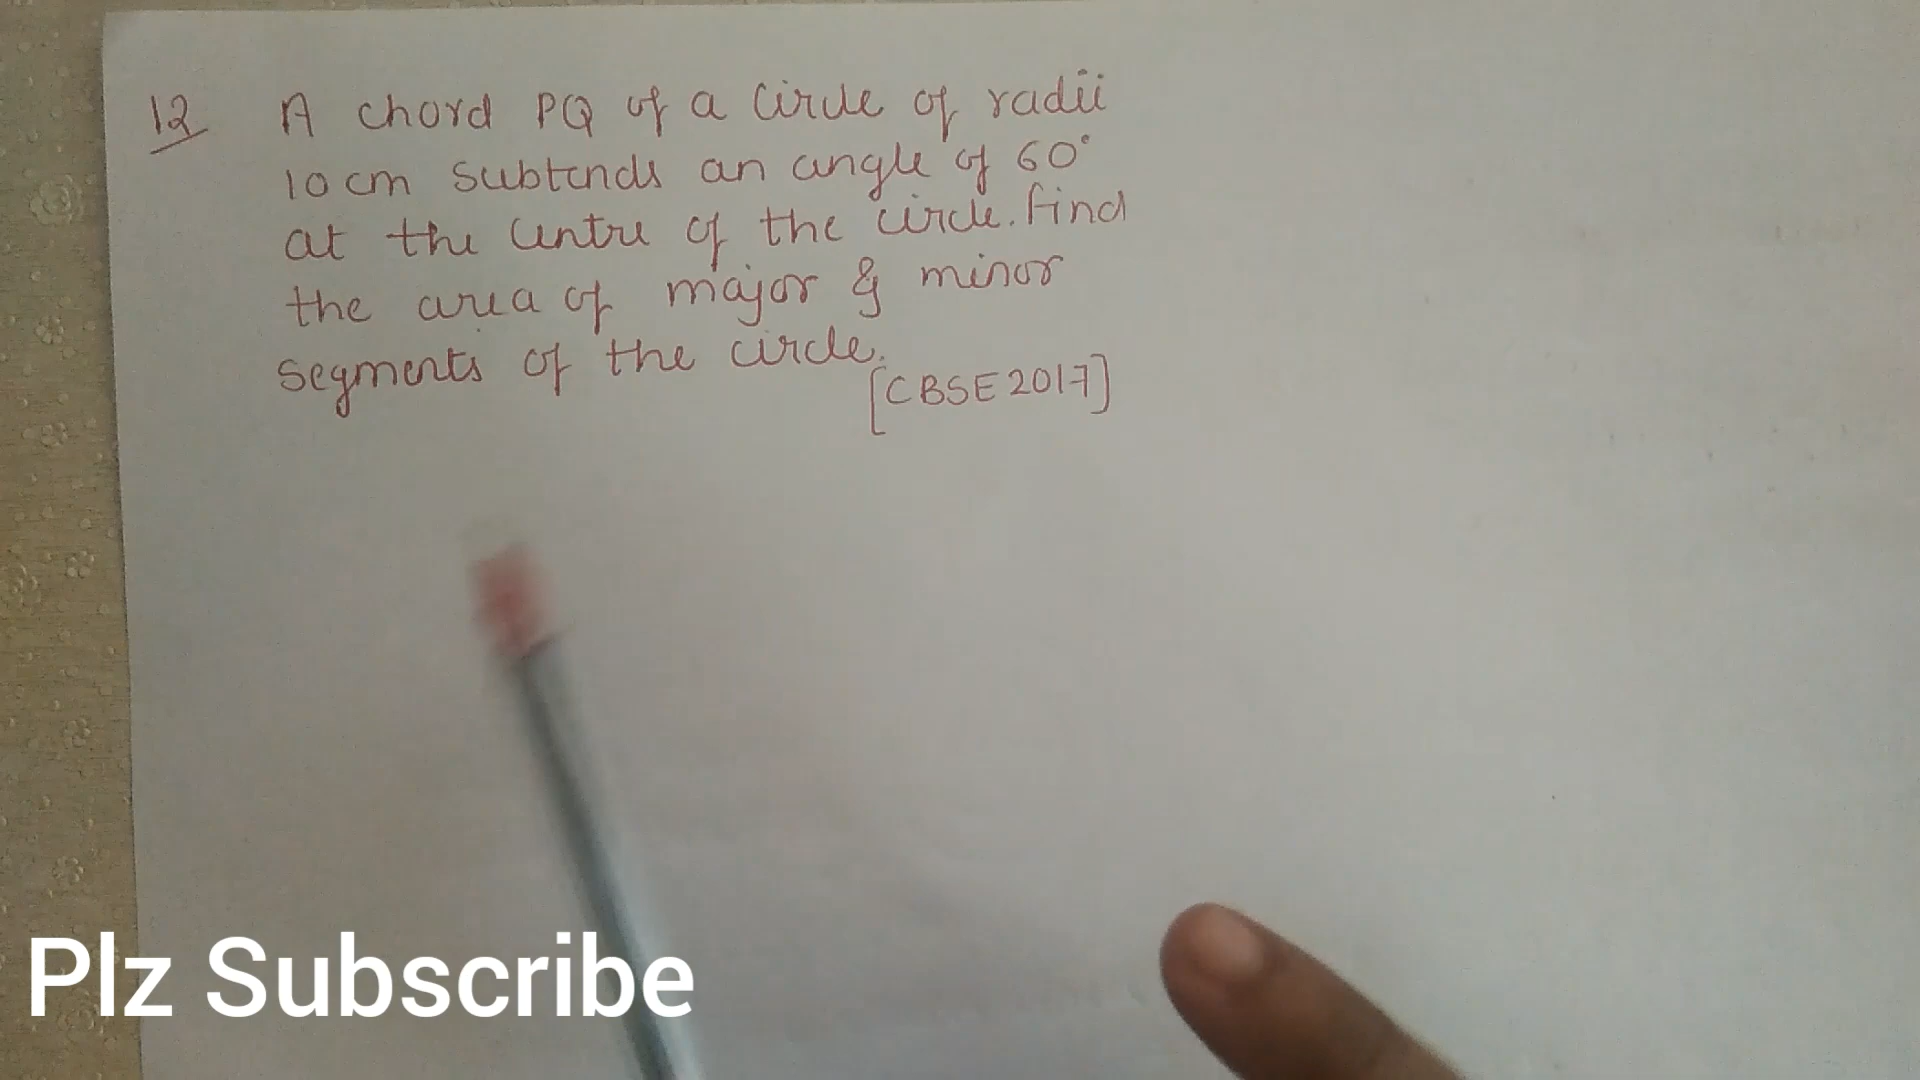 12 A chord PQ of a circle of radii
10 cm subtends an angle of 60°
at the centre of the circle. find
the area of major & minor
segments of the circle.
[CBSE 2017]
Plz Subscribe